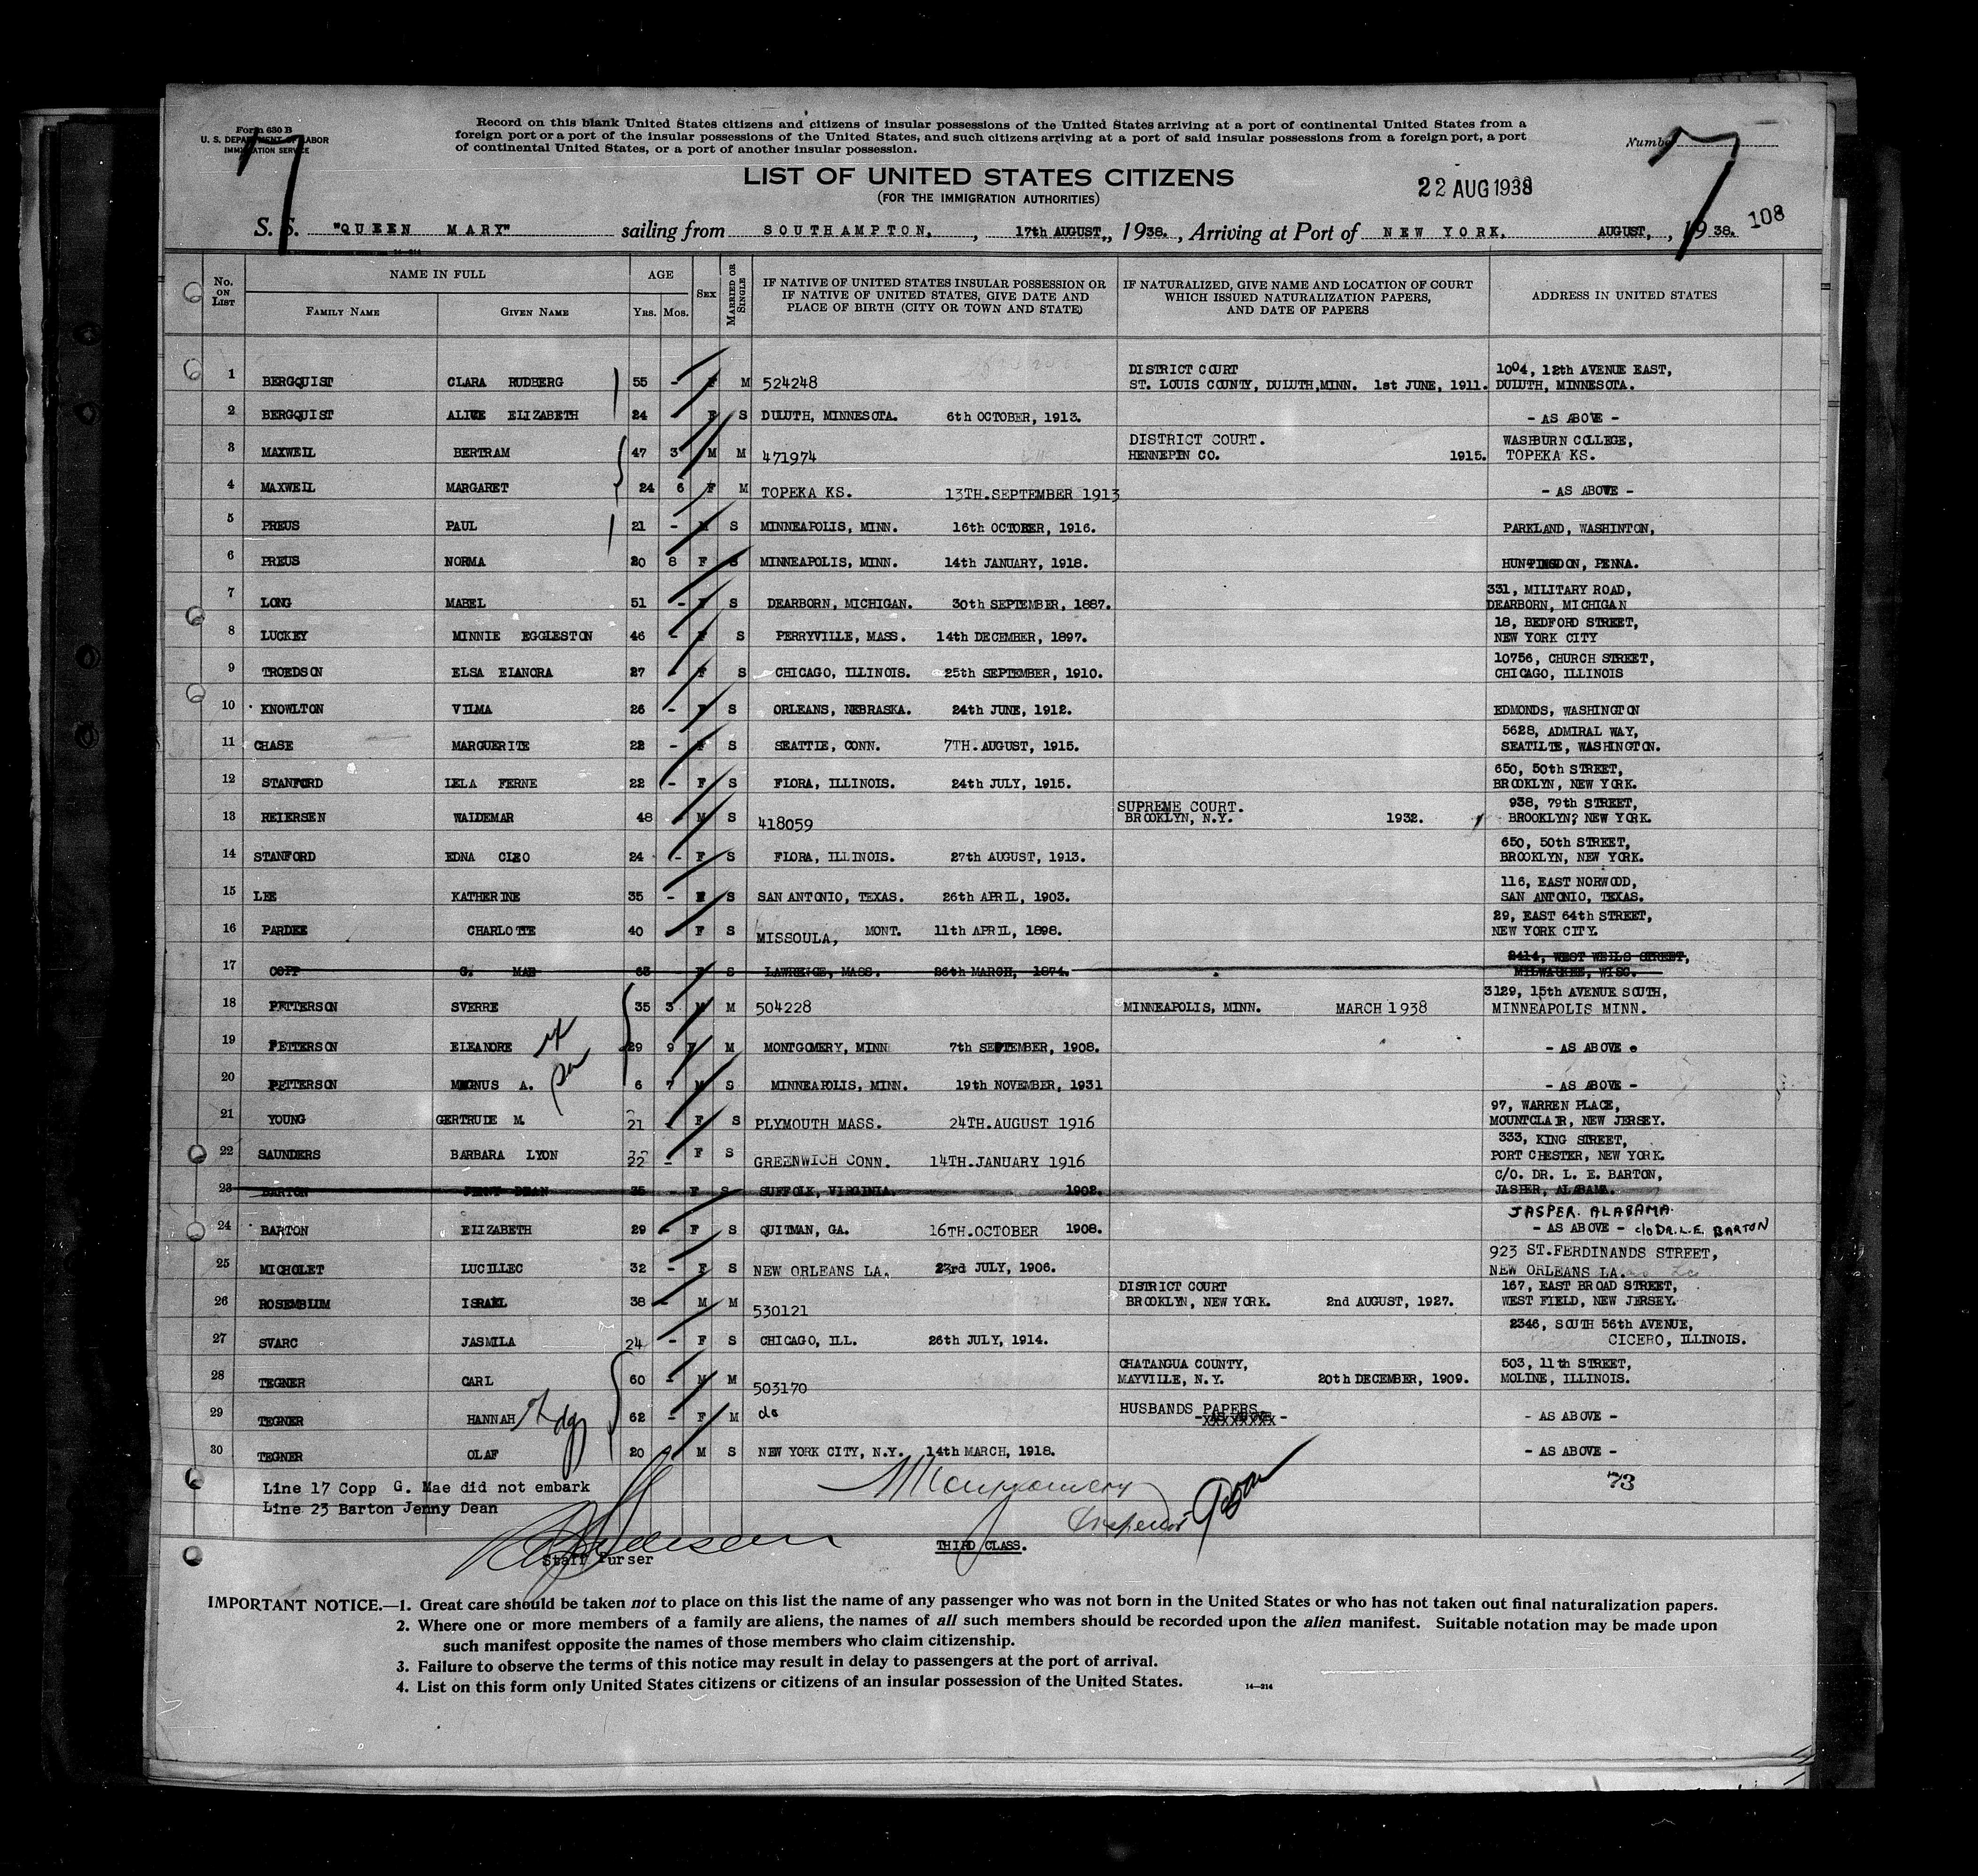 Form 630 B
U. S. DEPARTMENT OF LABOR
IMMIGRATION SERVICE
Record on this blank United States citizens and citizens of insular possessions of the United States arriving at a port of continental United States from a
foreign port or a port of the insular possessions of the United States, and such citizens arriving at a port of said insular possessions from a foreign port, a port
of continental United States, or a port of another insular possession.
Number
7
7
LIST OF UNITED STATES CITIZENS
(FOR THE IMMIGRATION AUTHORITIES)
22 AUG 1938
108
S. S. "QUEEN MARY" sailing from SOUTHAMPTON, , 17th AUGUST,, 1938. , Arriving at Port of NEW YORK. AUGUST, , 1938.
14—214
No. ON LIST
NAME IN FULL
FAMILY NAME
GIVEN NAME
AGE
YRS. MOS.
SEX
MARRIED OR SINGLE
IF NATIVE OF UNITED STATES INSULAR POSSESSION OR
IF NATIVE OF UNITED STATES, GIVE DATE AND
PLACE OF BIRTH (CITY OR TOWN AND STATE)
IF NATURALIZED, GIVE NAME AND LOCATION OF COURT
WHICH ISSUED NATURALIZATION PAPERS,
AND DATE OF PAPERS
ADDRESS IN UNITED STATES
1 BERGQUIST CLARA RUDBERG 55 - F M 524248 DISTRICT COURT
ST. LOUIS COUNTY, DULUTH,MINN. 1st JUNE, 1911. 1004, 12th AVENUE EAST,
DULUTH, MINNESOTA.
2 BERGQUIST ALICE ELIZABETH 24 - F S DULUTH, MINNESOTA. 6th OCTOBER, 1913. - AS ABOVE -
3 MAXWELL BERTRAM 47 3 M M 471974 DISTRICT COURT.
HENNEPIN CO. 1915. WASHBURN COLLEGE,
TOPEKA KS.
4 MAXWELL MARGARET 24 6 F M TOPEKA KS. 13TH.SEPTEMBER 1913 - AS ABOVE -
5 PREUS PAUL 21 - M S MINNEAPOLIS, MINN. 16th OCTOBER, 1916. PARKLAND, WASHINTON,
6 PREUS NORMA 20 8 F S MINNEAPOLIS, MINN. 14th JANUARY, 1918. HUNTINGDON, PENNA.
7 LONG MABEL 51 - F S DEARBORN, MICHIGAN. 30th SEPTEMBER, 1887. 331, MILITARY ROAD,
DEARBORN, MICHIGAN
8 LUCKEY MINNIE EGGLESTON 46 - F S PERRYVILLE, MASS. 14th DECEMBER, 1897. 18, BEDFORD STREET,
NEW YORK CITY
9 TROEDSON ELSA ELANORA 27 - F S CHICAGO, ILLINOIS. 25th SEPTEMBER, 1910. 10756, CHURCH STREET,
CHICAGO, ILLINOIS
10 KNOWLTON VILMA 26 - F S ORLEANS, NEBRASKA. 24th JUNE, 1912. EDMONDS, WASHINGTON
11 CHASE MARGUERITE 22 - F S SEATTLE, CONN. 7TH. AUGUST, 1915. 5628, ADMIRAL WAY,
SEATILTE, WASHINGTON.
12 STANFORD LELA FERNE 22 - F S FLORA, ILLINOIS. 24th JULY, 1915. 650, 50th STREET,
BROOKLYN, NEW YORK.
13 REIERSEN WALDEMAR 48 - M S 418059 SUPREME COURT.
BROOKLYN, N.Y. 1932. 938, 79th STREET,
BROOKLYN? NEW YORK.
14 STANFORD EDNA CLEO 24 - F S FLORA, ILLINOIS. 27th AUGUST, 1913. 650, 50th STREET,
BROOKLYN, NEW YORK.
15 LEE KATHERINE 35 - F S SAN ANTONIO, TEXAS. 26th APRIL, 1903. 116, EAST NORWOOD,
SAN ANTONIO, TEXAS.
16 PARDEE CHARLOTTE 40 - F S MISSOULA, MONT. 11th APRIL, 1898. 29, EAST 64th STREET,
NEW YORK CITY.
17 COPP G. MAE 63 F S LAWRENCE, MASS. 26th MARCH, 1874. 2414, WEST WELLS STREET,
MILWAUKEE, WISC.
18 PETTERSON SVERRE 35 3 M M 504228 MINNEAPOLIS, MINN. MARCH 1938 3129, 15th AVENUE SOUTH,
MINNEAPOLIS MINN.
19 PETTERSON ELEANORE 29 9 F M MONTGOMERY, MINN 7th SEPTEMBER, 1908. - AS ABOVE
20 PETTERSON MAGNUS A. 6 7 M S MINNEAPOLIS, MINN. 19th NOVEMBER, 1931 - AS ABOVE -
21 YOUNG GERTRUDE M. 21 - F S PLYMOUTH MASS. 24TH.AUGUST 1916 97, WARREN PLACE,
MOUNTCLAIR, NEW JERSEY.
22 SAUNDERS BARBARA LYON 22 - F S GREENWICH CONN. 14TH.JANUARY 1916 333, KING STREET,
PORT CHESTER, NEW YORK.
23 BARTON JENNY DEAN 35 - F S SUFFOLK, VIRGINIA. 1902. C/O. DR. L. E. BARTON,
JASPER, ALABAMA.
24 BARTON ELIZABETH 29 - F S QUITMAN, GA. 16TH.OCTOBER 1908. JASPER. ALABAMA.
- AS ABOVE - c/o DR.L.E. BARTON
25 MICHOLET LUCILLEC 32 - F S NEW ORLEANS LA. 23rd JULY, 1906. 923 ST.FERDINANDS STREET,
NEW ORLEANS LA.
26 ROSEMBLUM ISRAEL 38 - M M 530121 DISTRICT COURT
BROOKLYN, NEW YORK. 2nd AUGUST, 1927. 167, EAST BROAD STREET,
WEST FIELD, NEW JERSEY.
27 SVARC JASMILA 24 - F S CHICAGO, ILL. 26th JULY, 1914. 2346, SOUTH 56th AVENUE,
CICERO, ILLINOIS.
28 TEGNER CARL 60 - M M 503170 CHATANGUA COUNTY,
MAYVILLE, N.Y. 20th DECEMBER, 1909. 503, 11th STREET,
MOLINE, ILLINOIS.
29 TEGNER HANNAH 62 - F M do HUSBANDS PAPERS
- AS ABOVE - - AS ABOVE -
30 TEGNER OLAF 20 M S NEW YORK CITY, N.Y. 14th MARCH, 1918. - AS ABOVE -
73
Line 17 Copp G. Mae did not embark
Line 23 Barton Jenny Dean
Montgomery
Inspector
Staff Purser
THIRD CLASS.
IMPORTANT NOTICE.—1. Great care should be taken not to place on this list the name of any passenger who was not born in the United States or who has not taken out final naturalization papers.
2. Where one or more members of a family are aliens, the names of all such members should be recorded upon the alien manifest. Suitable notation may be made upon
such manifest opposite the names of those members who claim citizenship.
3. Failure to observe the terms of this notice may result in delay to passengers at the port of arrival.
4. List on this form only United States citizens or citizens of an insular possession of the United States.
14—214